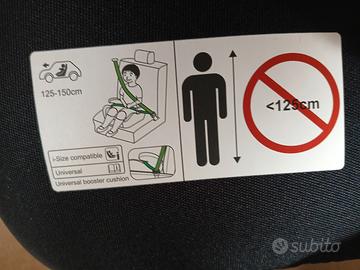 125-150cm
<125cm
i-Size compatible
Universal
Universal booster cushion
subito